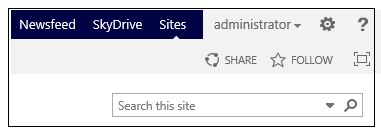 Newsfeed SkyDrive Sites administrator ?
SHARE FOLLOW
Search this site